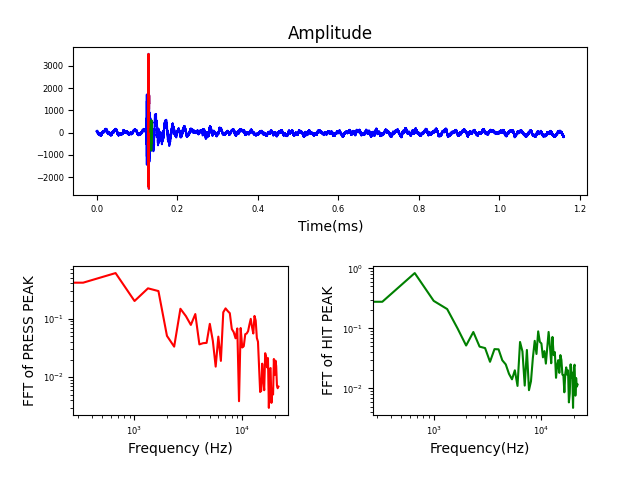 Amplitude
3000
2000
1000
0
−1000
−2000
0.0 0.2 0.4 0.6 0.8 1.0 1.2
Time(ms)
FFT of PRESS PEAK
10⁻¹
10⁻²
10³ 10⁴
Frequency (Hz)
FFT of HIT PEAK
10⁰
10⁻¹
10⁻²
10³ 10⁴
Frequency(Hz)